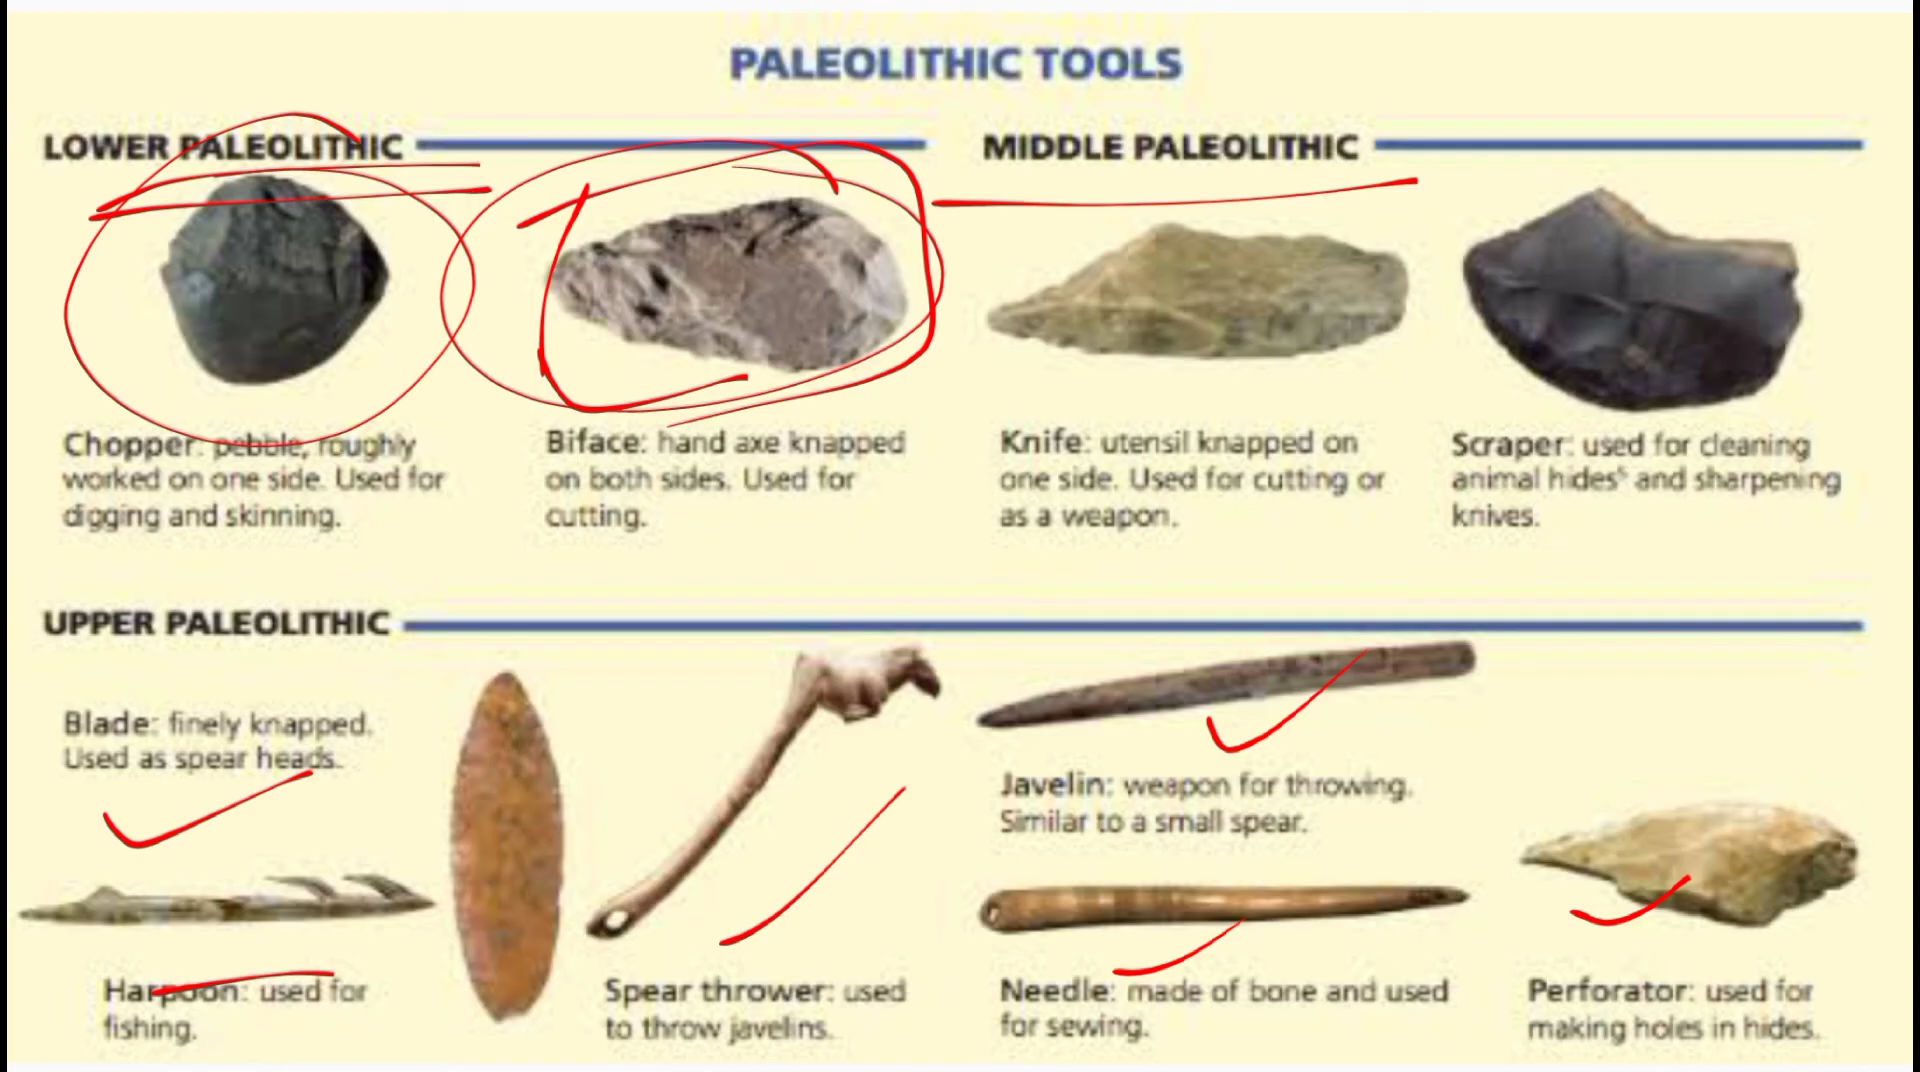 PALEOLITHIC TOOLS
LOWER PALEOLITHIC
Chopper: pebble, roughly
worked on one side. Used for
digging and skinning.
Biface: hand axe knapped
on both sides. Used for
cutting.
MIDDLE PALEOLITHIC
Knife: utensil knapped on
one side. Used for cutting or
as a weapon.
Scraper: used for cleaning
animal hides⁵ and sharpening
knives.
UPPER PALEOLITHIC
Blade: finely knapped.
Used as spear heads.
Harpoon: used for
fishing.
Spear thrower: used
to throw javelins.
Javelin: weapon for throwing.
Similar to a small spear.
Needle: made of bone and used
for sewing.
Perforator: used for
making holes in hides.